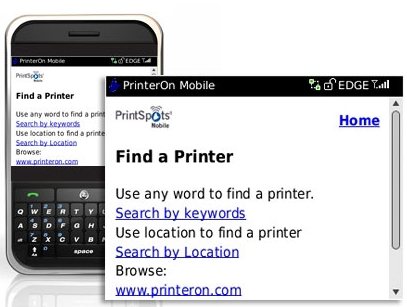 PrinterOn Mobile EDGE
PrintSpots
Find a Printer
Use any word to find a print
Search by keywords
Use location to find a printe
Search by Location
Browse:
www.printeron.com
Q W E R T Y
A S D F G H
Z X C V B
space
PrinterOn Mobile EDGE
PrintSpots®
Mobile
Home
Find a Printer
Use any word to find a printer.
Search by keywords
Use location to find a printer
Search by Location
Browse:
www.printeron.com